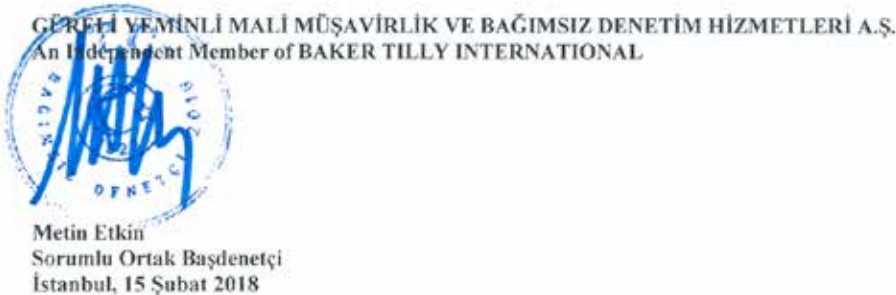 GÜRELİ YEMİNLİ MALİ MÜŞAVİRLİK VE BAĞIMSIZ DENETİM HİZMETLERİ A.Ş.
An Independent Member of BAKER TILLY INTERNATIONAL
DENETÇİ
Metin Etkin
Sorumlu Ortak Başdenetçi
İstanbul, 15 Şubat 2018